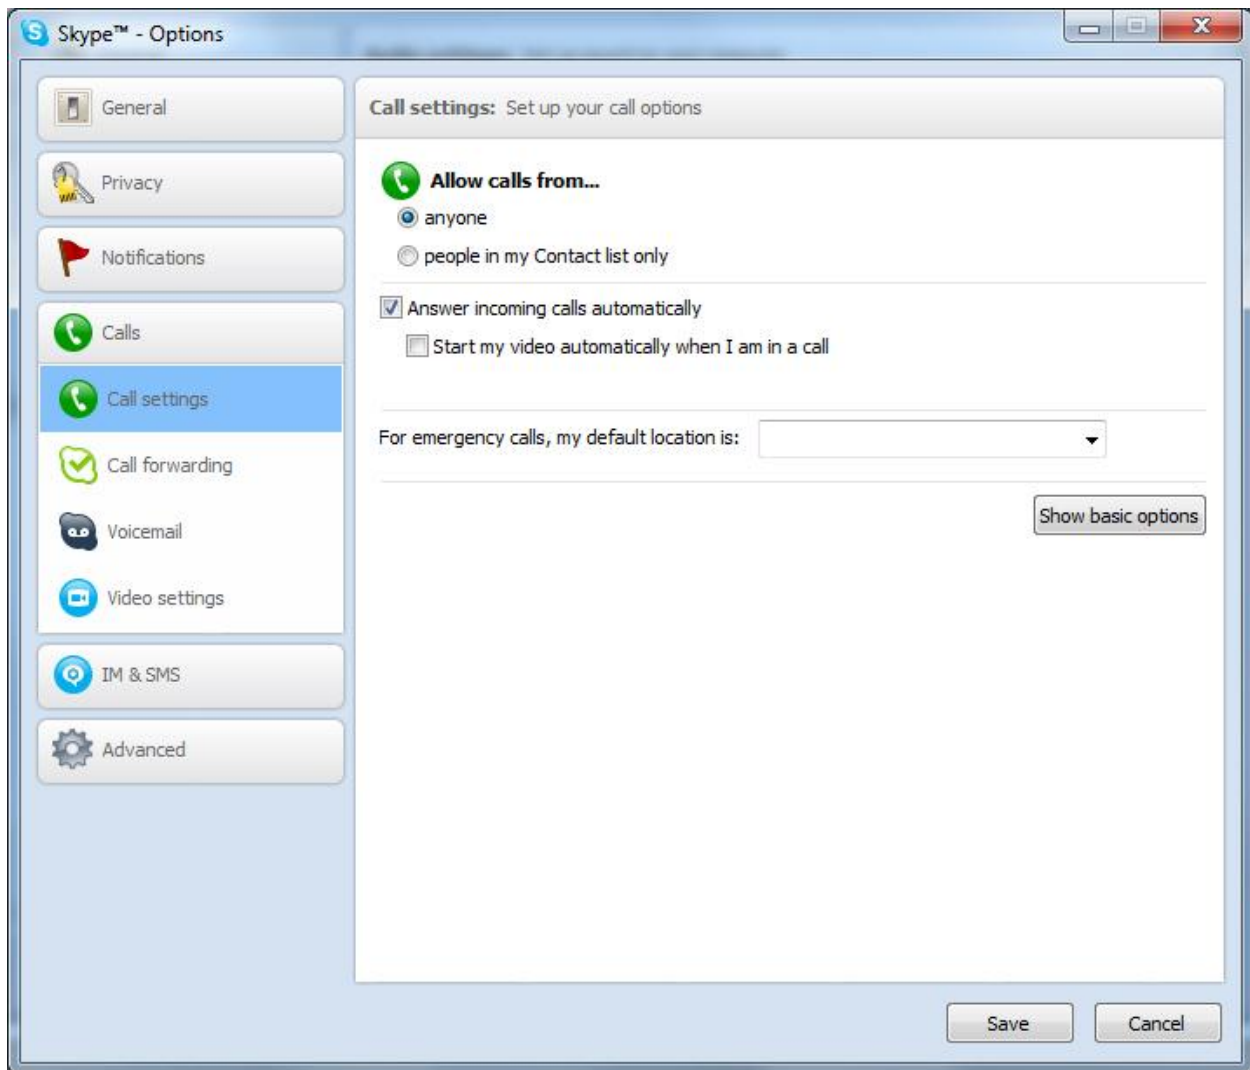 Skype™ - Options
General
Privacy
Notifications
Calls
Call settings
Call forwarding
Voicemail
Video settings
IM & SMS
Advanced
Call settings: Set up your call options
Allow calls from...
anyone
people in my Contact list only
Answer incoming calls automatically
Start my video automatically when I am in a call
For emergency calls, my default location is:
Show basic options
Save Cancel